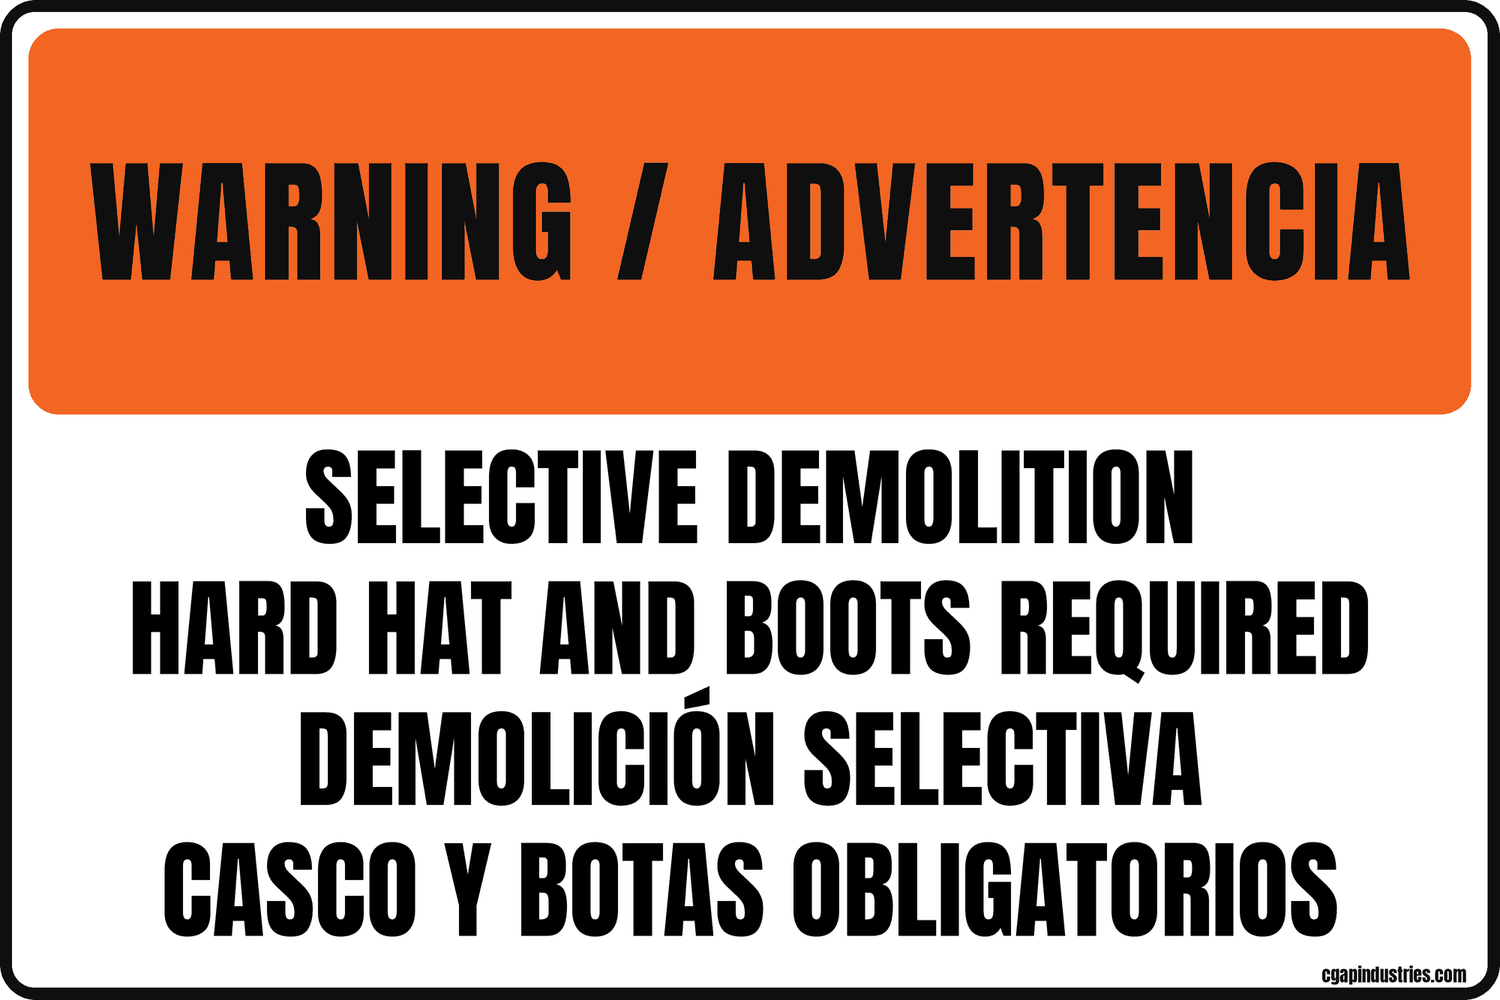 WARNING / ADVERTENCIA
SELECTIVE DEMOLITION
HARD HAT AND BOOTS REQUIRED
DEMOLICIÓN SELECTIVA
CASCO Y BOTAS OBLIGATORIOS
cgapindustries.com